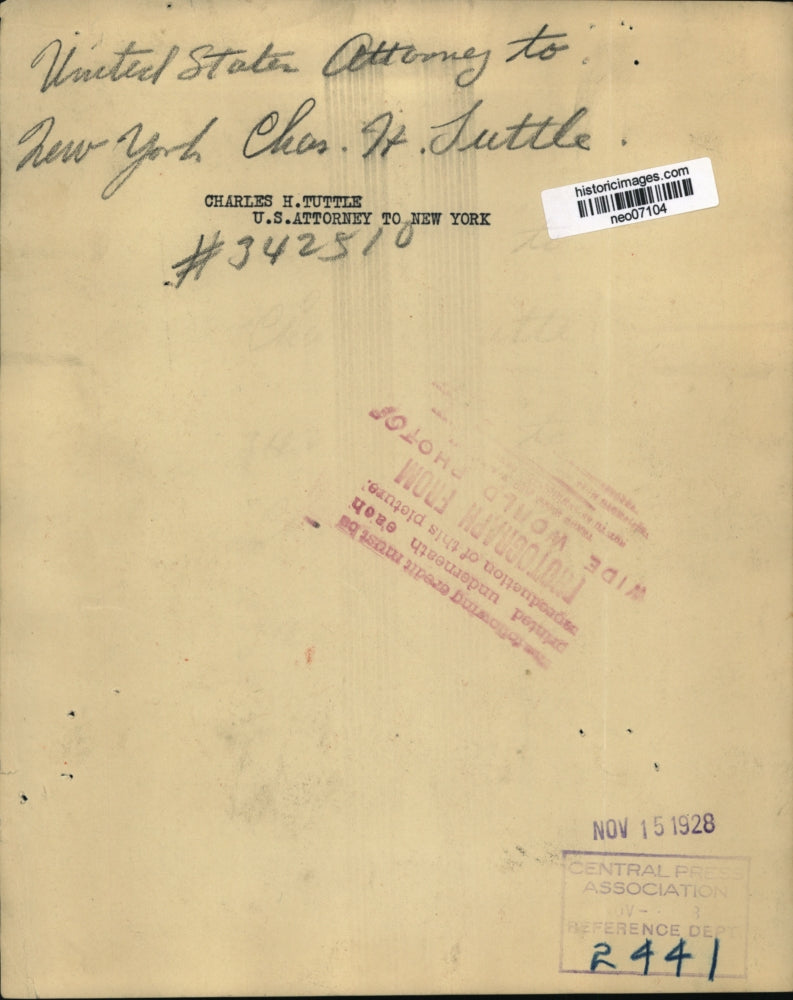 United States Attorney to
New York Chas. H. Tuttle.
historicimages.com
neo07104
CHARLES H.TUTTLE
U.S.ATTORNEY TO NEW YORK
#342510
The following credit must be
printed underneath each
reproduction of this picture.
PHOTOGRAPH FROM
WIDE WORLD PHOTOS
NOV 15 1928
CENTRAL PRESS
ASSOCIATION
REFERENCE DEPT
2441